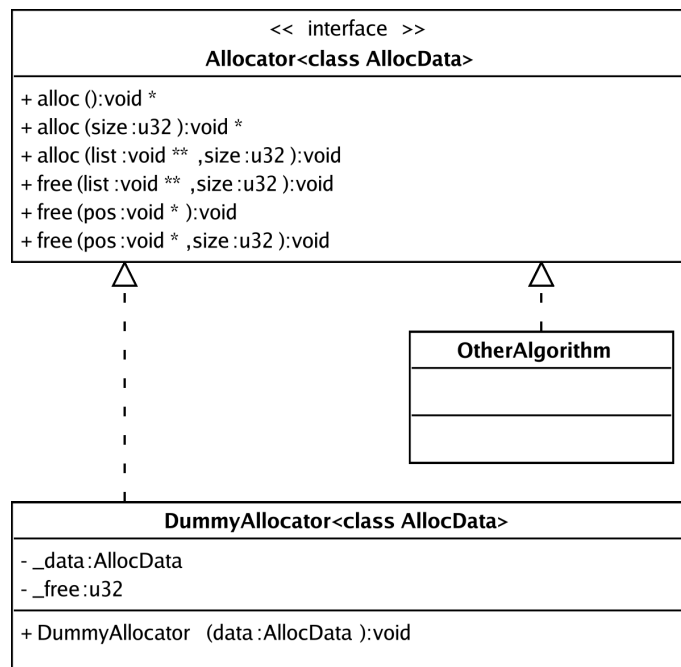 << interface >>
Allocator<class AllocData>
+ alloc ():void *
+ alloc (size:u32 ):void *
+ alloc (list :void ** ,size:u32 ):void
+ free (list :void ** ,size:u32 ):void
+ free (pos:void * ):void
+ free (pos:void * ,size:u32 ):void
OtherAlgorithm
DummyAllocator<class AllocData>
- _data:AllocData
- _free:u32
+ DummyAllocator (data:AllocData ):void